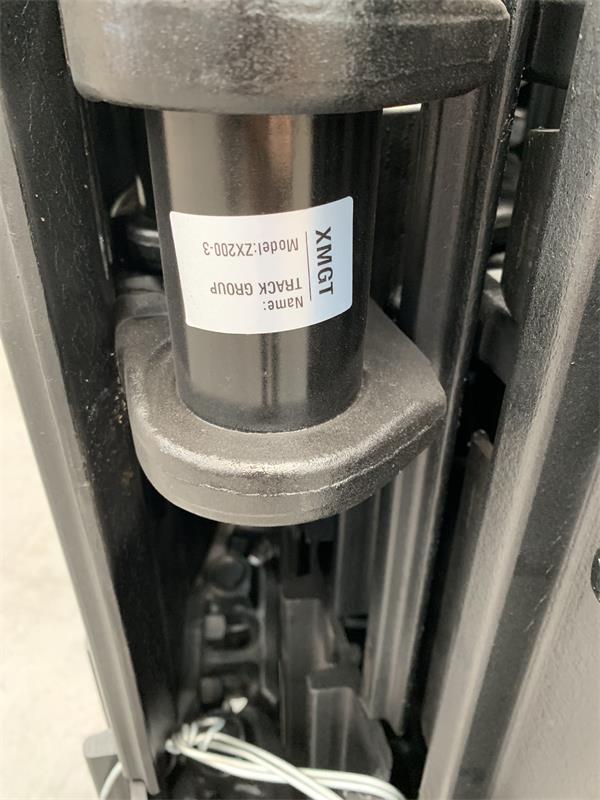 XMGT
Name:
TRACK GROUP
Model:ZX200-3